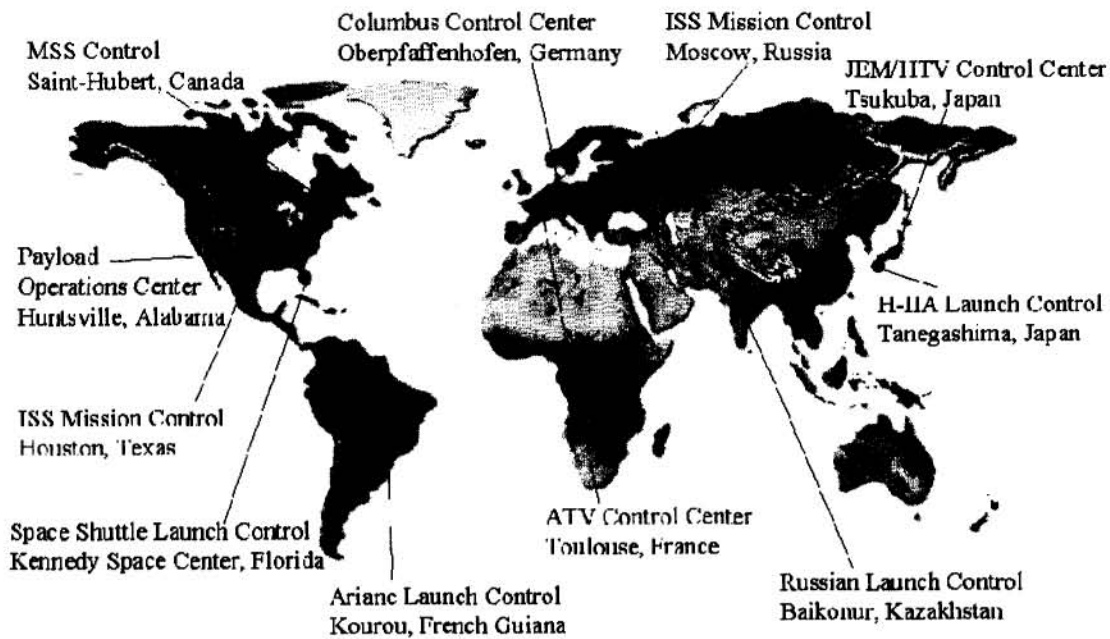 Columbus Control Center
Oberpfaffenhofen, Germany
ISS Mission Control
Moscow, Russia
MSS Control
Saint-Hubert, Canada
JEM/HTV Control Center
Tsukuba, Japan
Payload
Operations Center
Huntsville, Alabama
H-IIA Launch Control
Tanegashima, Japan
ISS Mission Control
Houston, Texas
ATV Control Center
Toulouse, France
Space Shuttle Launch Control
Kennedy Space Center, Florida
Russian Launch Control
Baikonur, Kazakhstan
Ariane Launch Control
Kourou, French Guiana